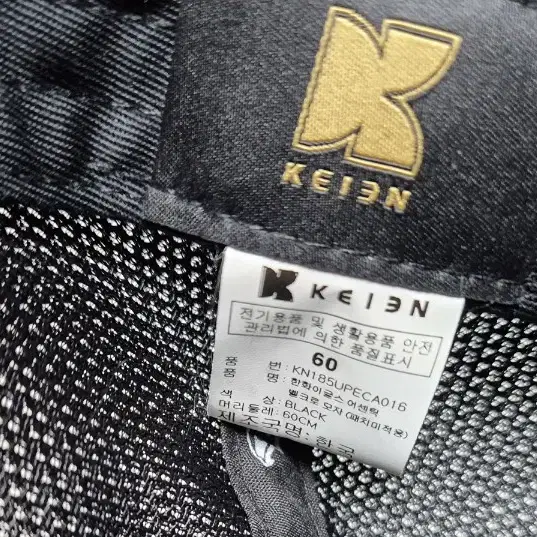 KEI3N
KEI3N
전기용품 및 생활용품 안전
관리법에 의한 품질표시
60
품 번 : KN185UPECA016
품 명 : 한화이글스 어센틱
벨크로 모자 (패치미적용)
색 상 : BLACK
머리둘레 : 60CM
제조국명 : 한국